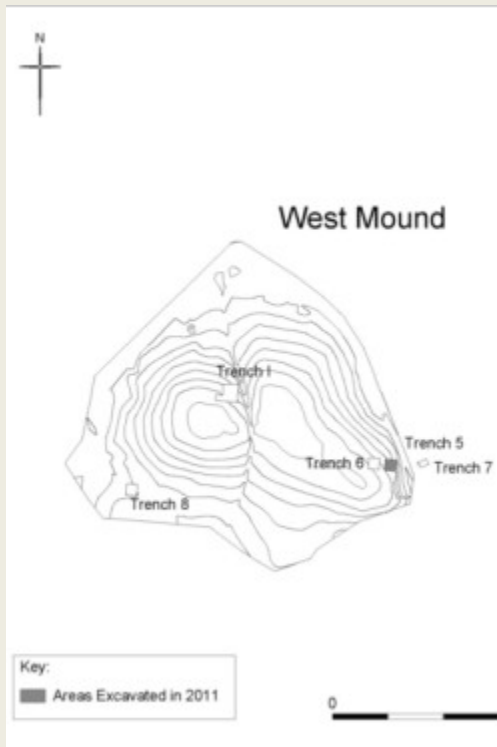 N
West Mound
Trench I
Trench 5
Trench 6
Trench 7
Trench 8
Key:
Areas Excavated in 2011
0